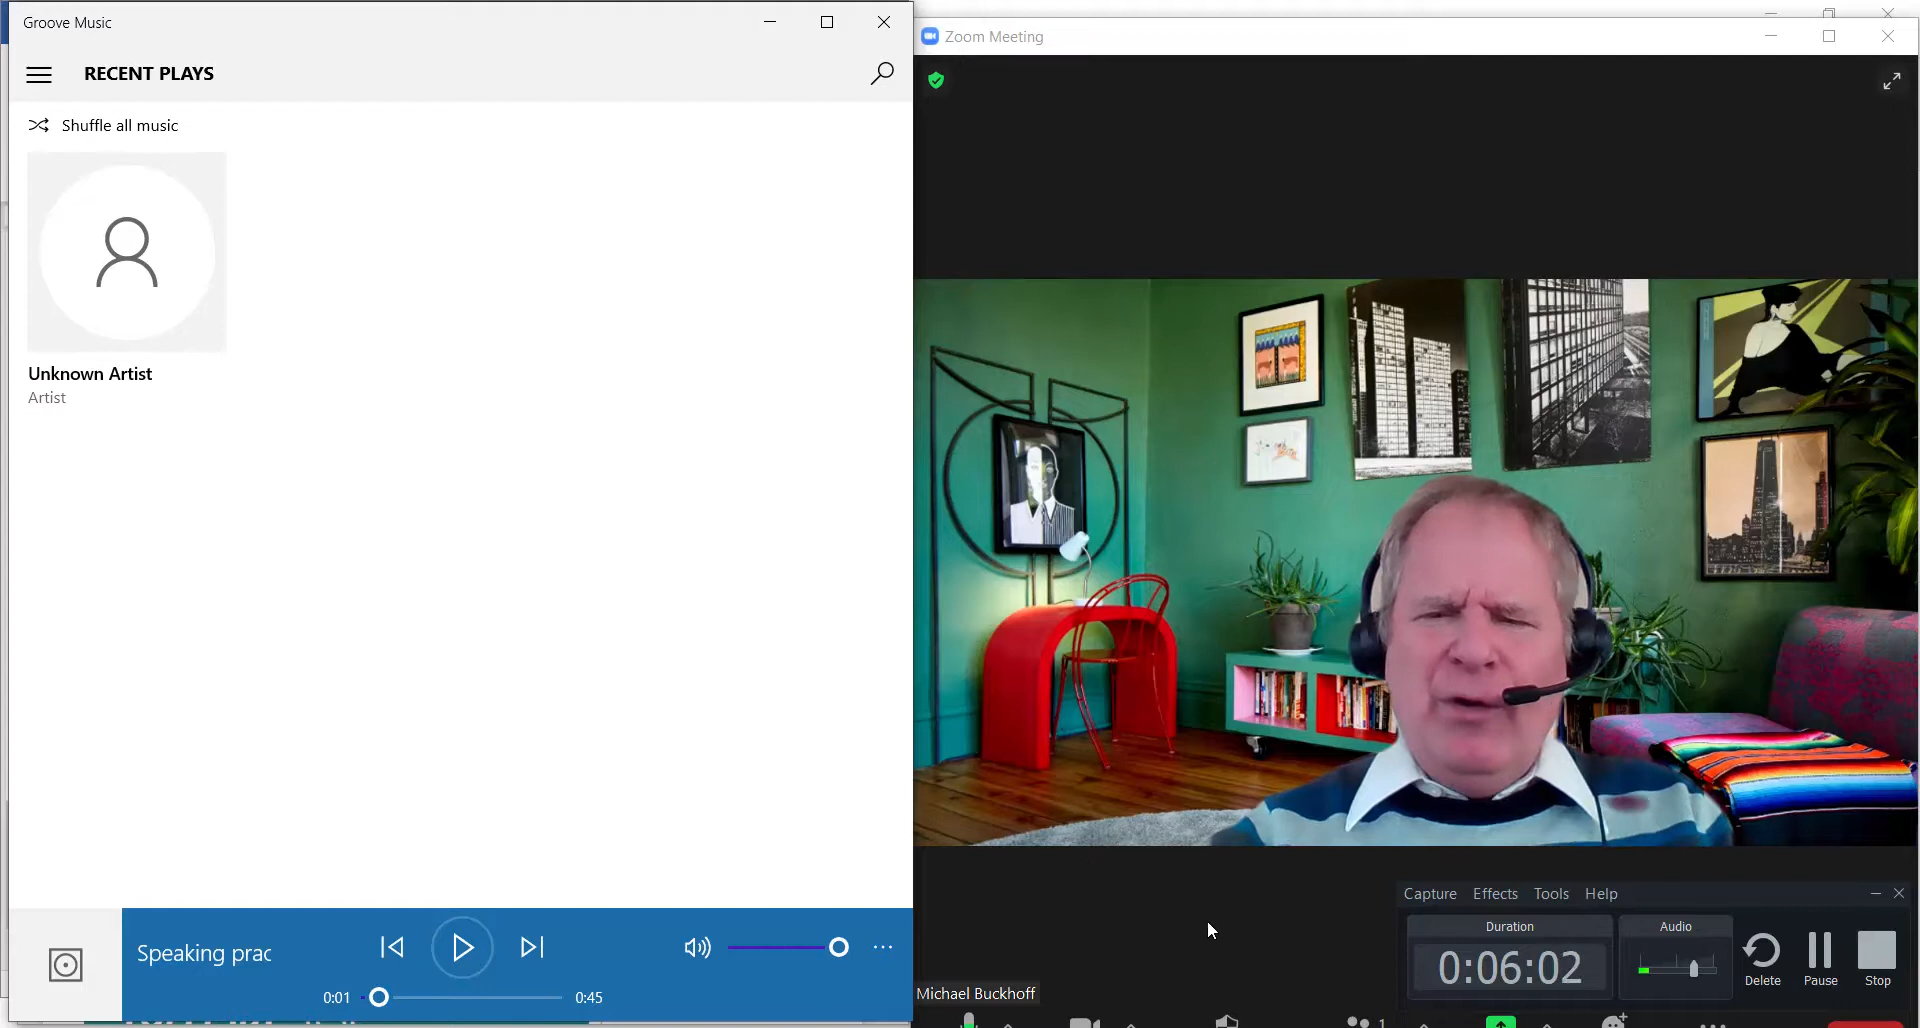 Groove Music
RECENT PLAYS
Shuffle all music
Unknown Artist
Artist
Speaking prac
0:01
0:45
Zoom Meeting
Michael Buckhoff
1
Capture Effects Tools Help
Duration
Audio
0:06:02
Delete
Pause
Stop